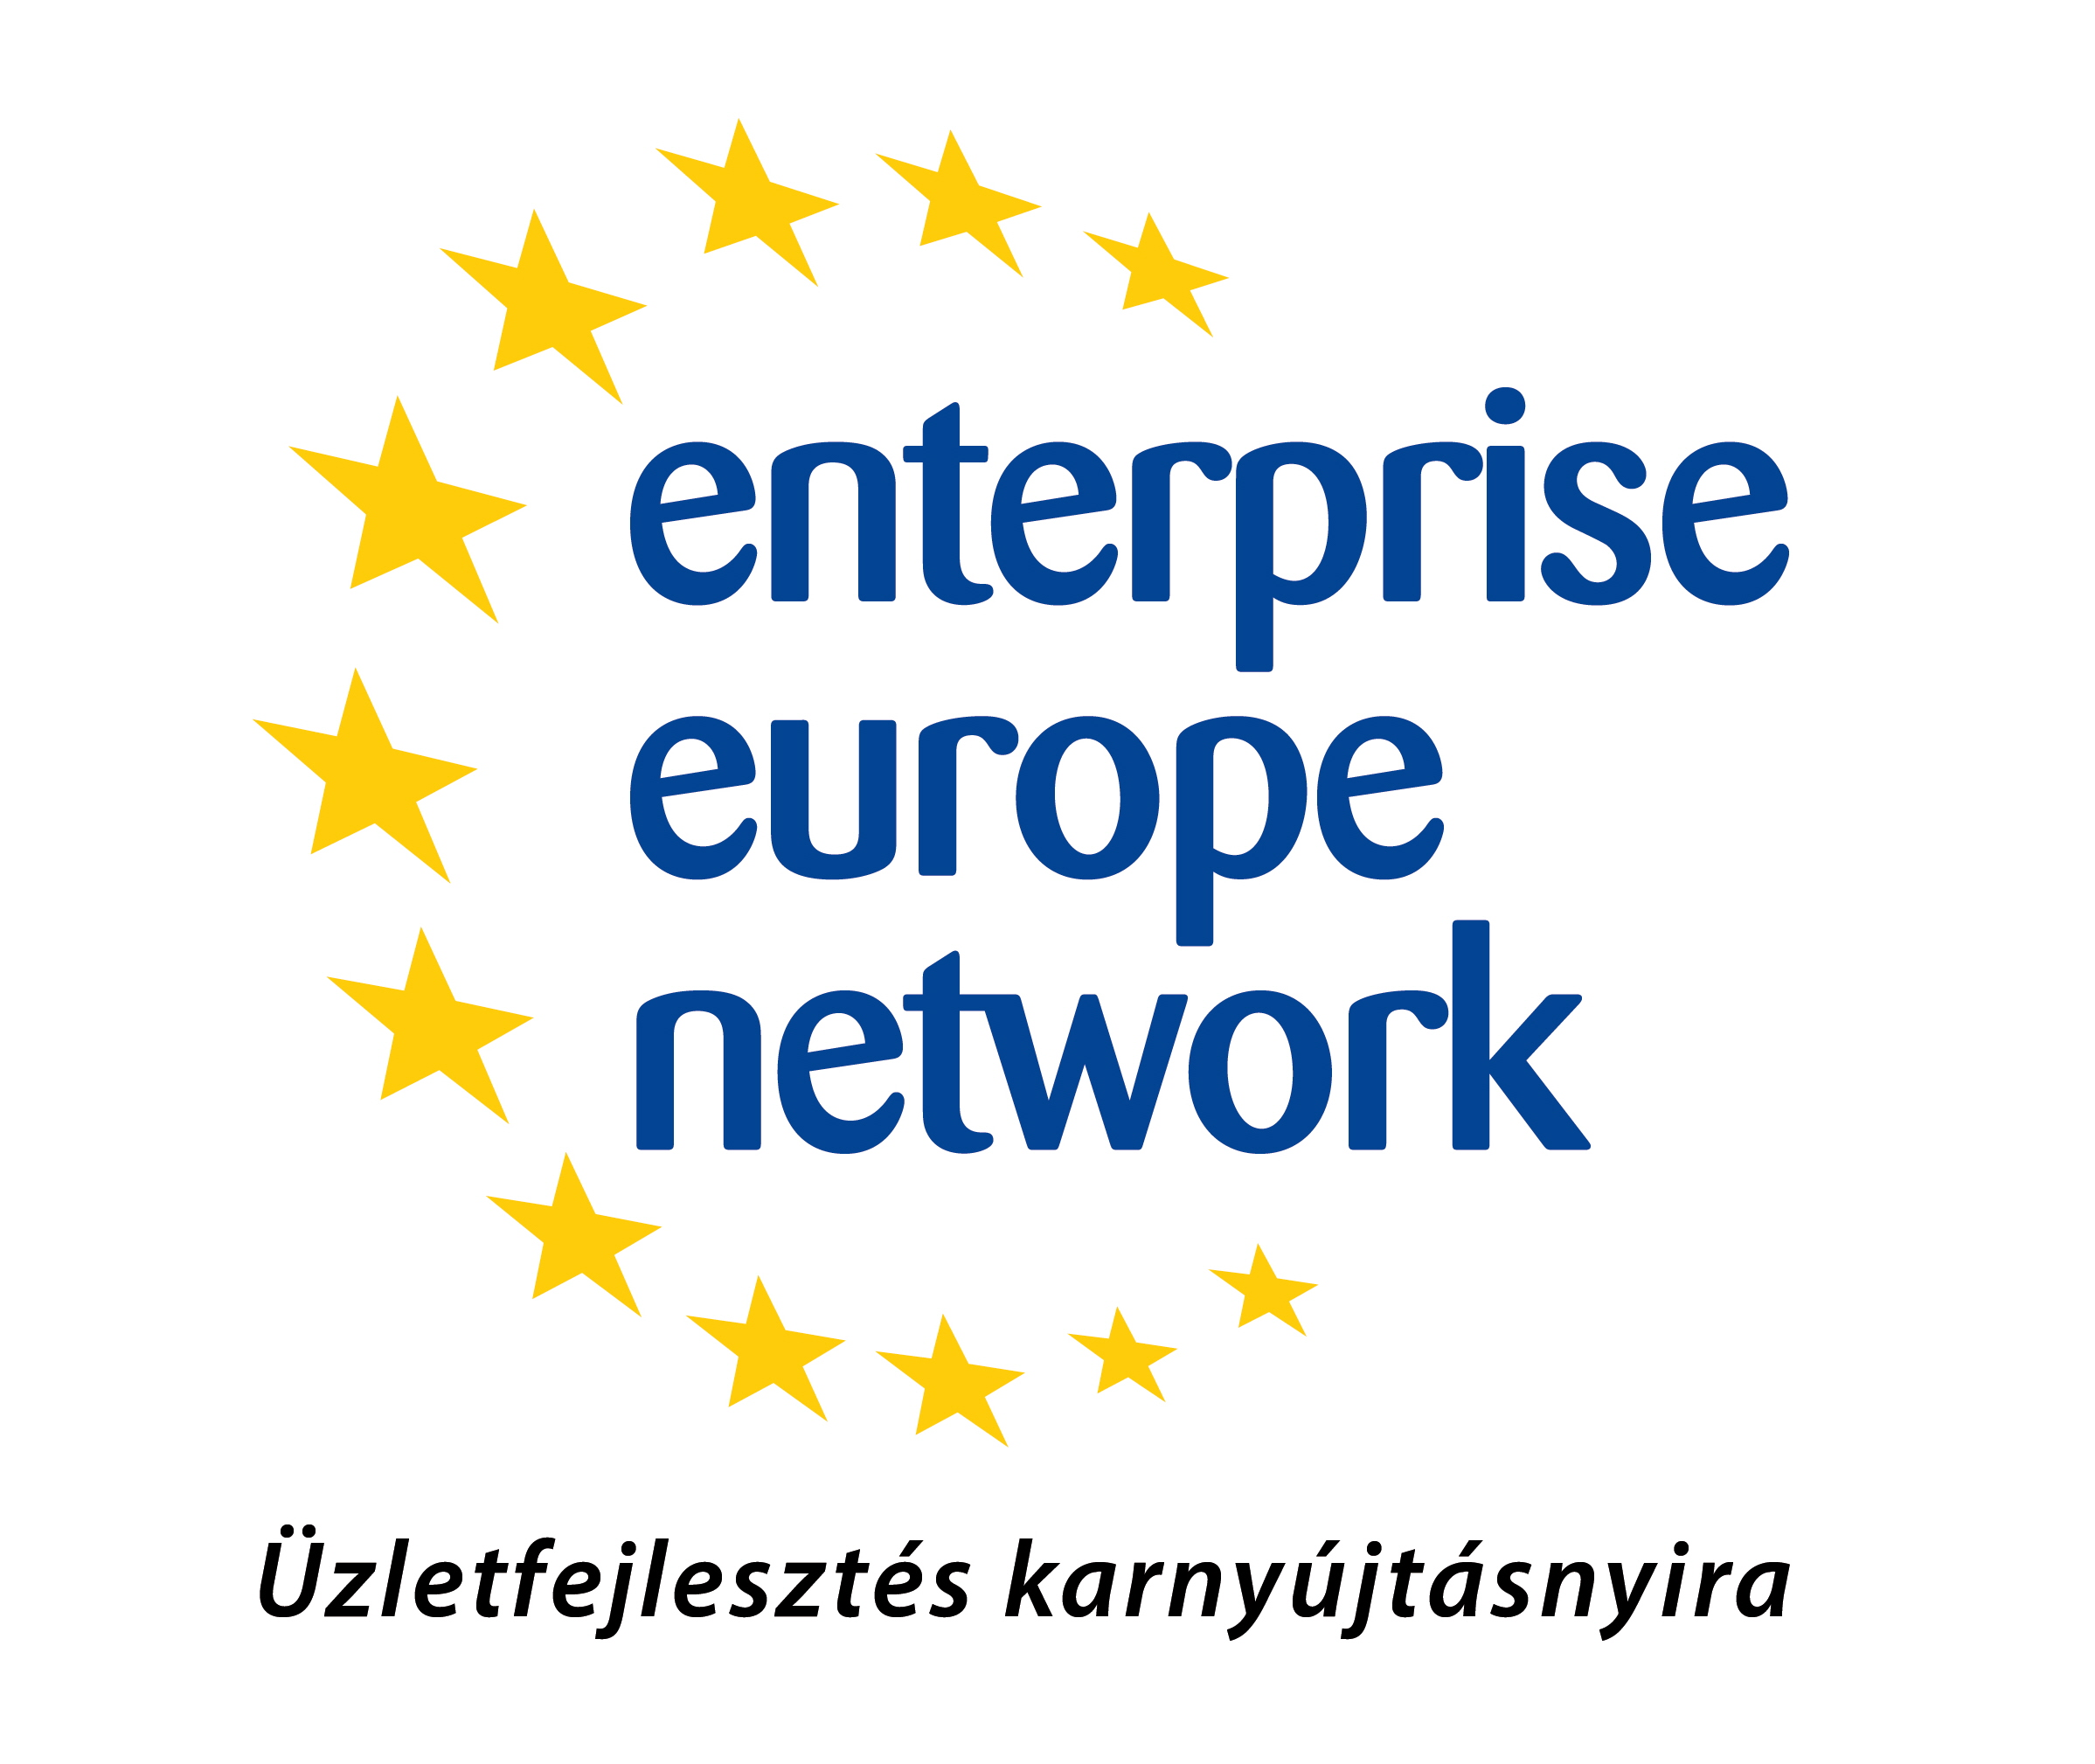 enterprise
europe
network
Üzletfejlesztés karnyújtásnyira